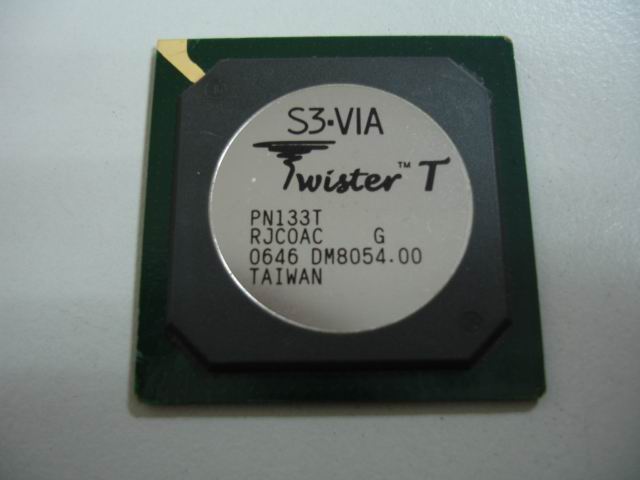 S3·VIA
Twister™ T
PN133T
RJC0AC G
0646 DM8054.00
TAIWAN